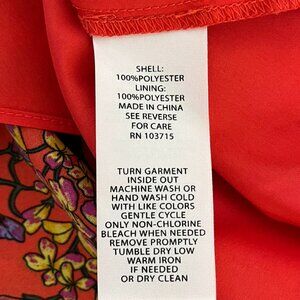 SHELL:
100%POLYESTER
LINING:
100%POLYESTER
MADE IN CHINA
SEE REVERSE
FOR CARE
RN 103715
TURN GARMENT
INSIDE OUT
MACHINE WASH OR
HAND WASH COLD
WITH LIKE COLORS
GENTLE CYCLE
ONLY NON-CHLORINE
BLEACH WHEN NEEDED
REMOVE PROMPTLY
TUMBLE DRY LOW
WARM IRON
IF NEEDED
OR DRY CLEAN